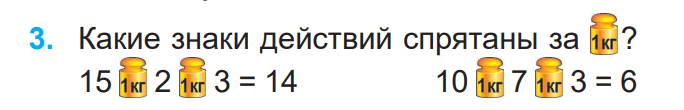 3. Какие знаки действий спрятаны за 1кг?
15 1кг 2 1кг 3 = 14 10 1кг 7 1кг 3 = 6